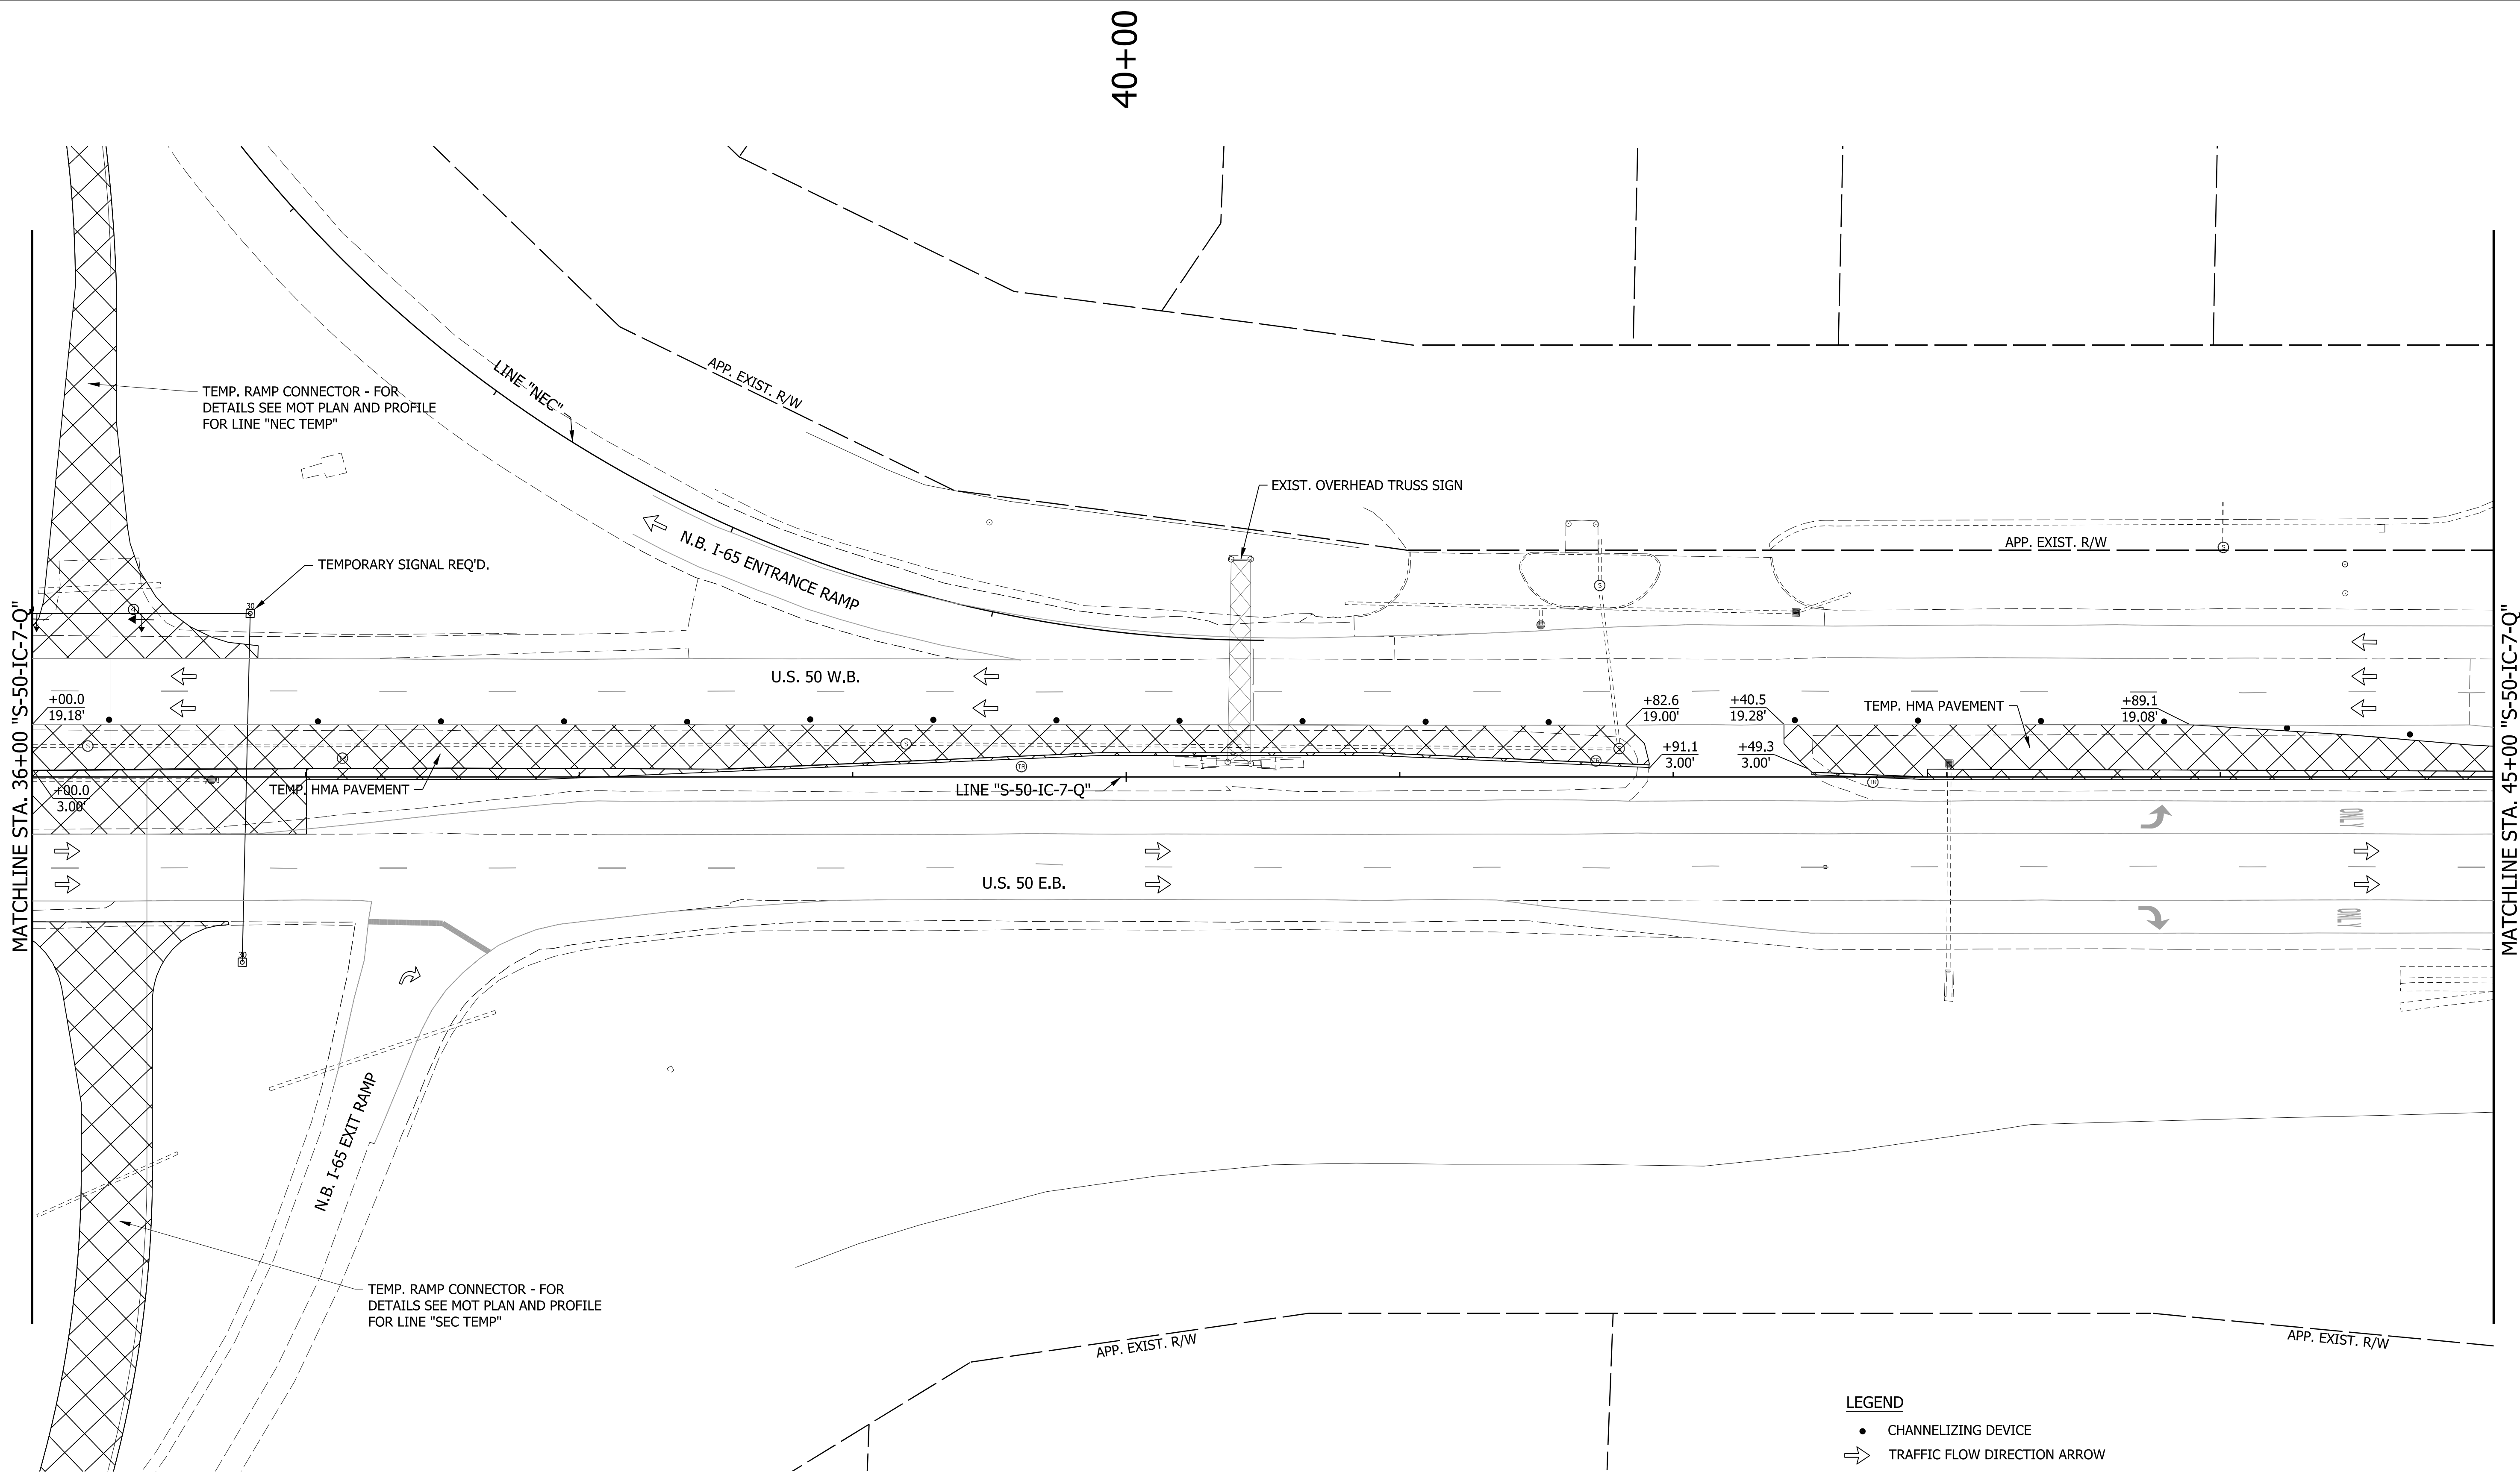 40+00
LINE "NEC"
APP. EXIST. R/W
TEMP. RAMP CONNECTOR - FOR
DETAILS SEE MOT PLAN AND PROFILE
FOR LINE "NEC TEMP"
EXIST. OVERHEAD TRUSS SIGN
N.B. I-65 ENTRANCE RAMP
APP. EXIST. R/W
TEMPORARY SIGNAL REQ'D.
30
S
S
MATCHLINE STA. 36+00 "S-50-IC-7-Q"
MATCHLINE STA. 45+00 "S-50-IC-7-Q"
U.S. 50 W.B.
+00.0
19.18'
+82.6
19.00'
+40.5
19.28'
TEMP. HMA PAVEMENT
+89.1
19.08'
S
S
+91.1
3.00'
+49.3
3.00'
TR
TR
+00.0
3.00'
TEMP. HMA PAVEMENT
LINE "S-50-IC-7-Q"
U.S. 50 E.B.
30
N.B. I-65 EXIT RAMP
TEMP. RAMP CONNECTOR - FOR
DETAILS SEE MOT PLAN AND PROFILE
FOR LINE "SEC TEMP"
APP. EXIST. R/W
APP. EXIST. R/W
LEGEND
CHANNELIZING DEVICE
TRAFFIC FLOW DIRECTION ARROW